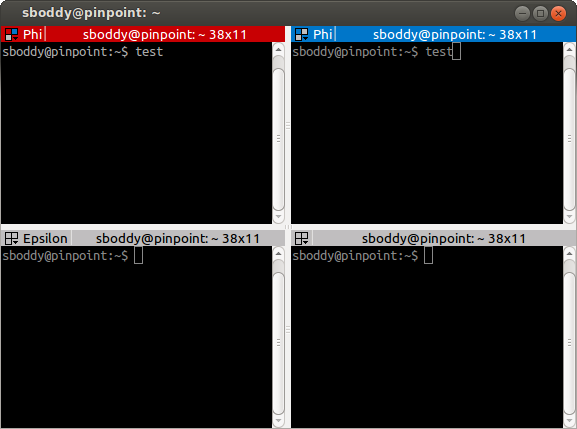 sboddy@pinpoint: ~
Phi sboddy@pinpoint: ~ 38x11
sboddy@pinpoint:~$ test
Phi sboddy@pinpoint: ~ 38x11
sboddy@pinpoint:~$ test
Epsilon sboddy@pinpoint: ~ 38x11
sboddy@pinpoint:~$
sboddy@pinpoint: ~ 38x11
sboddy@pinpoint:~$